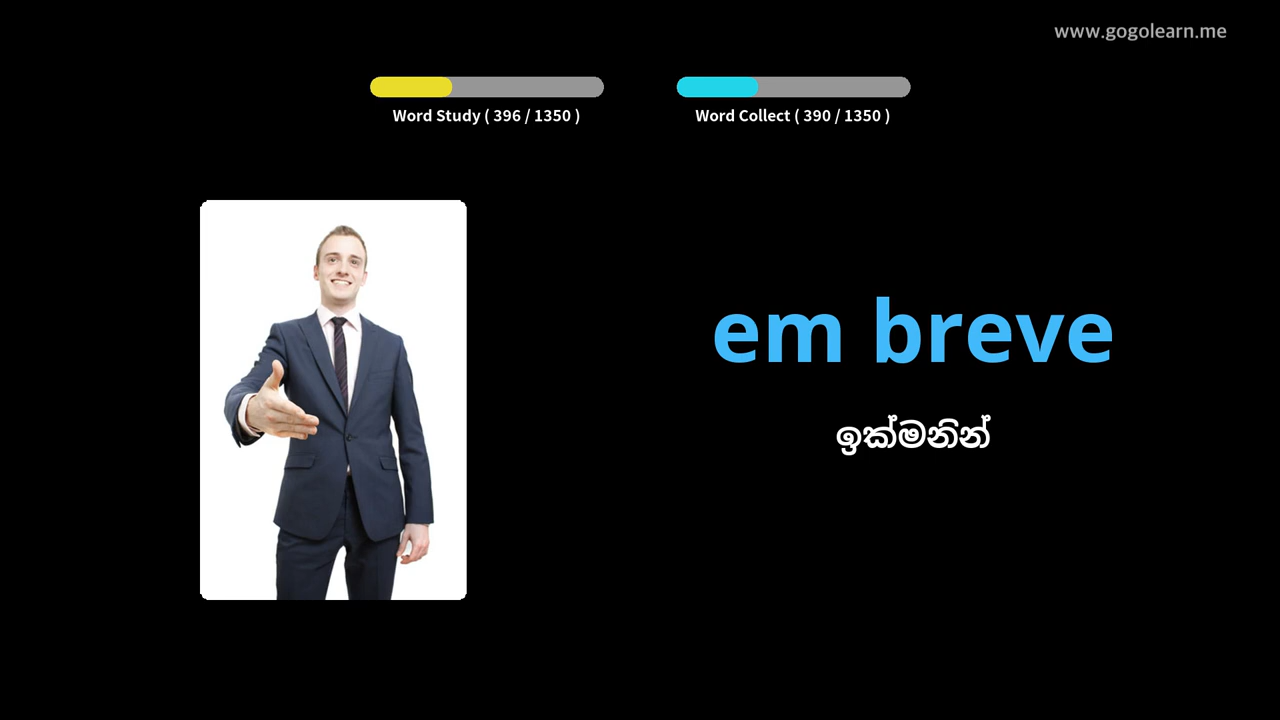 www.gogolearn.me
Word Study ( 396 / 1350 )
Word Collect ( 390 / 1350 )
em breve
ඉක්මනින්